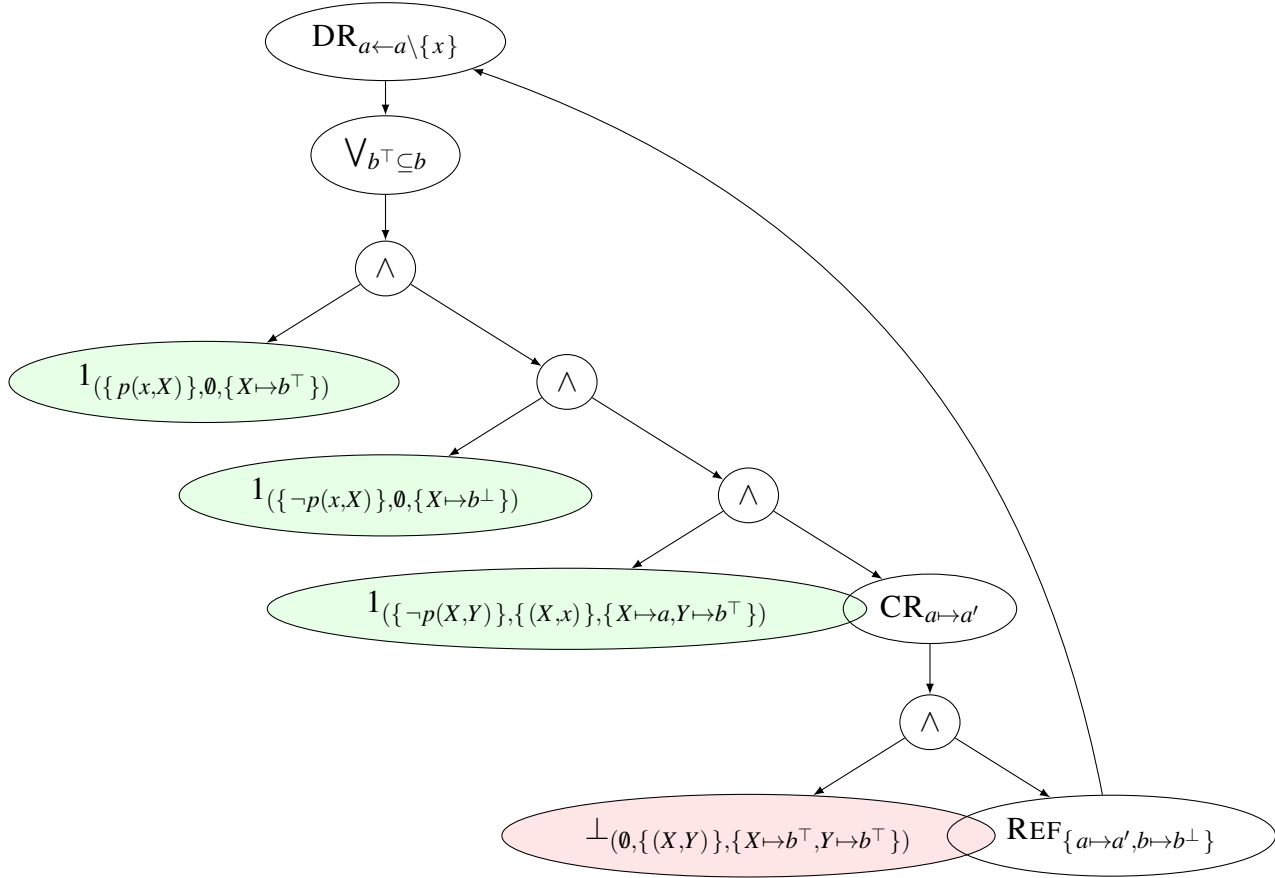 DR_{a←a\{x}}
⋁_{b^⊤⊆b}
∧
1_{({p(x,X)},∅,{X↦b^⊤})}
∧
1_{({¬p(x,X)},∅,{X↦b^⊥})}
∧
1_{({¬p(X,Y)},{(X,x)},{X↦a,Y↦b^⊤})}
CR_{a↦a′}
∧
⊥_{(∅,{(X,Y)},{X↦b^⊤,Y↦b^⊤})}
REF_{{a↦a′,b↦b^⊥}}